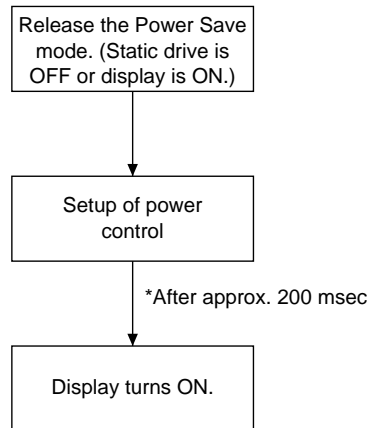 Release the Power Save
mode. (Static drive is
OFF or display is ON.)
Setup of power
control
*After approx. 200 msec
Display turns ON.